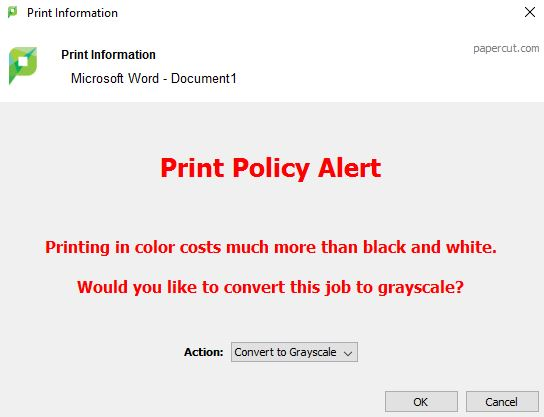 Print Information
Print Information
papercut.com
Microsoft Word - Document1
Print Policy Alert
Printing in color costs much more than black and white.
Would you like to convert this job to grayscale?
Action: Convert to Grayscale
OK Cancel